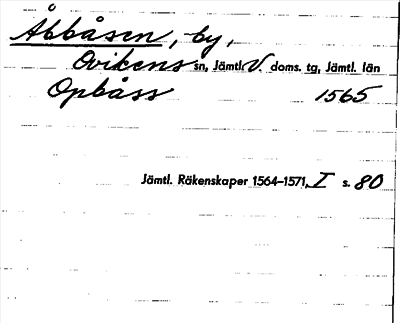 Åbbåsen, by,
Ovikens sn, Jämtl. V. doms. tg, Jämtl. län
Opbåss 1565
Jämtl. Räkenskaper 1564–1571, I s. 80